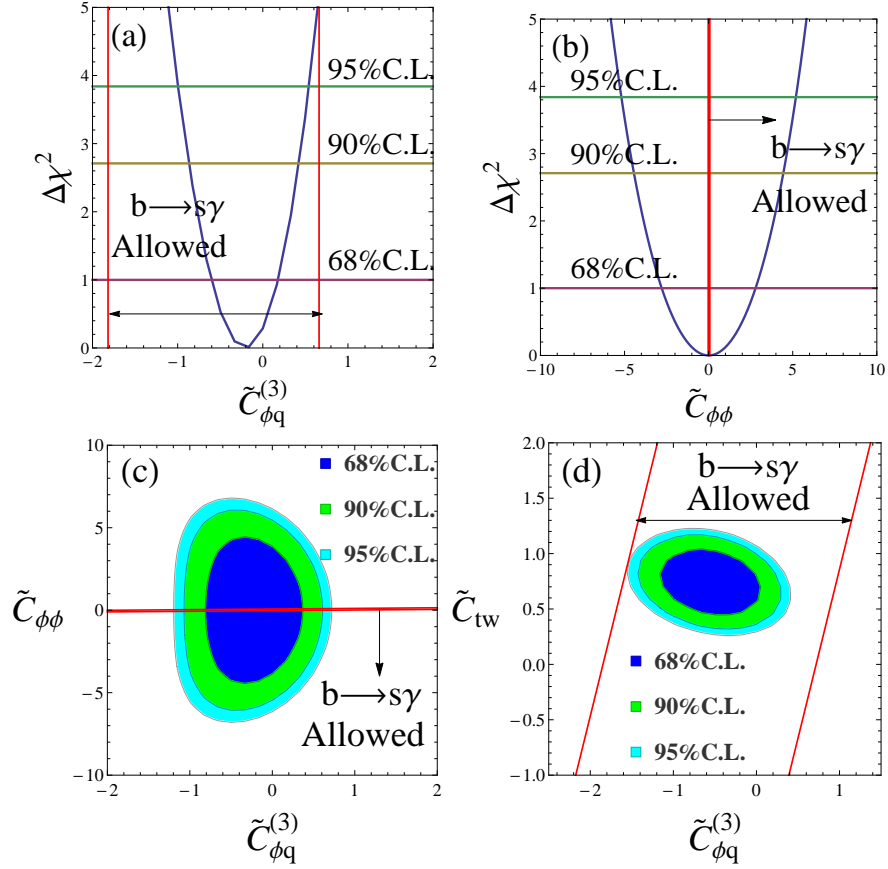 (a)
95%C.L.
90%C.L.
b⟶sγ
Allowed
68%C.L.
Δχ²
0 1 2 3 4 5
-2 -1 0 1 2
C̃_{ϕq}^{(3)}
(b)
95%C.L.
90%C.L.
b⟶sγ
Allowed
68%C.L.
Δχ²
0 1 2 3 4 5
-10 -5 0 5 10
C̃_{ϕϕ}
(c)
68%C.L.
90%C.L.
95%C.L.
b⟶sγ
Allowed
C̃_{ϕϕ}
10 5 0 -5 -10
-2 -1 0 1 2
C̃_{ϕq}^{(3)}
(d)
b⟶sγ
Allowed
68%C.L.
90%C.L.
95%C.L.
C̃_{tw}
2.0 1.5 1.0 0.5 0.0 -0.5 -1.0
-2 -1 0 1
C̃_{ϕq}^{(3)}